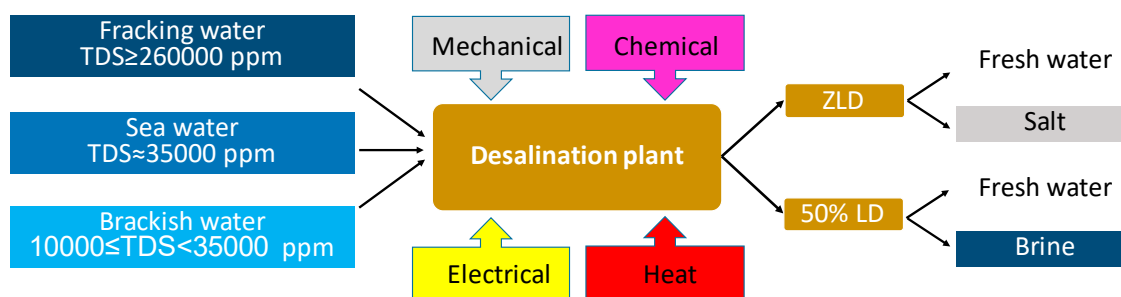 Fracking water
TDS≥260000 ppm
Sea water
TDS≈35000 ppm
Brackish water
10000≤TDS<35000 ppm
Mechanical
Chemical
Desalination plant
Electrical
Heat
ZLD
50% LD
Fresh water
Salt
Fresh water
Brine